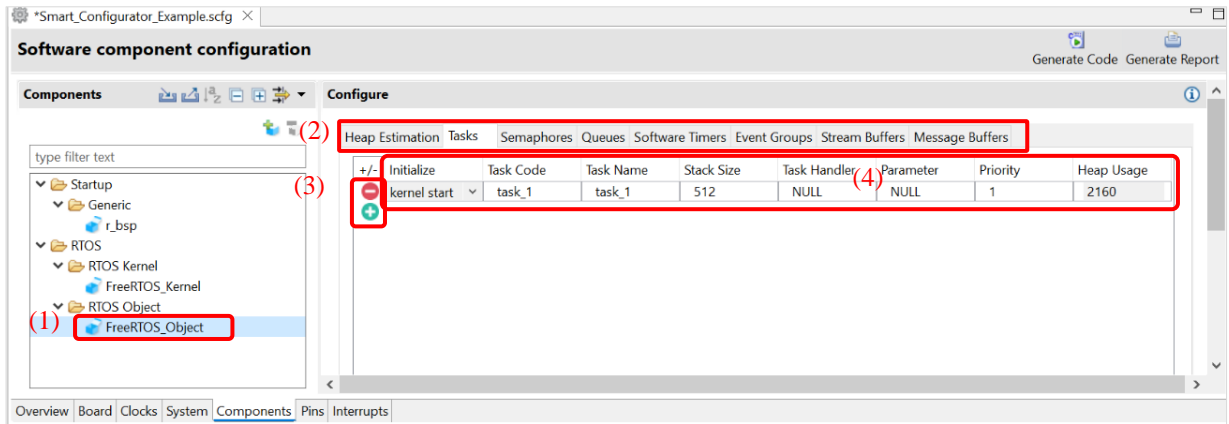 *Smart_Configurator_Example.scfg
Software component configuration
Generate Code Generate Report
Components
Configure
(2)
Heap Estimation Tasks Semaphores Queues Software Timers Event Groups Stream Buffers Message Buffers
type filter text
(3)
+/- Initialize Task Code Task Name Stack Size Task Handler Parameter Priority Heap Usage
(4)
kernel start task_1 task_1 512 NULL NULL 1 2160
Startup
Generic
r_bsp
RTOS
RTOS Kernel
FreeRTOS_Kernel
RTOS Object
(1)
FreeRTOS_Object
Overview Board Clocks System Components Pins Interrupts